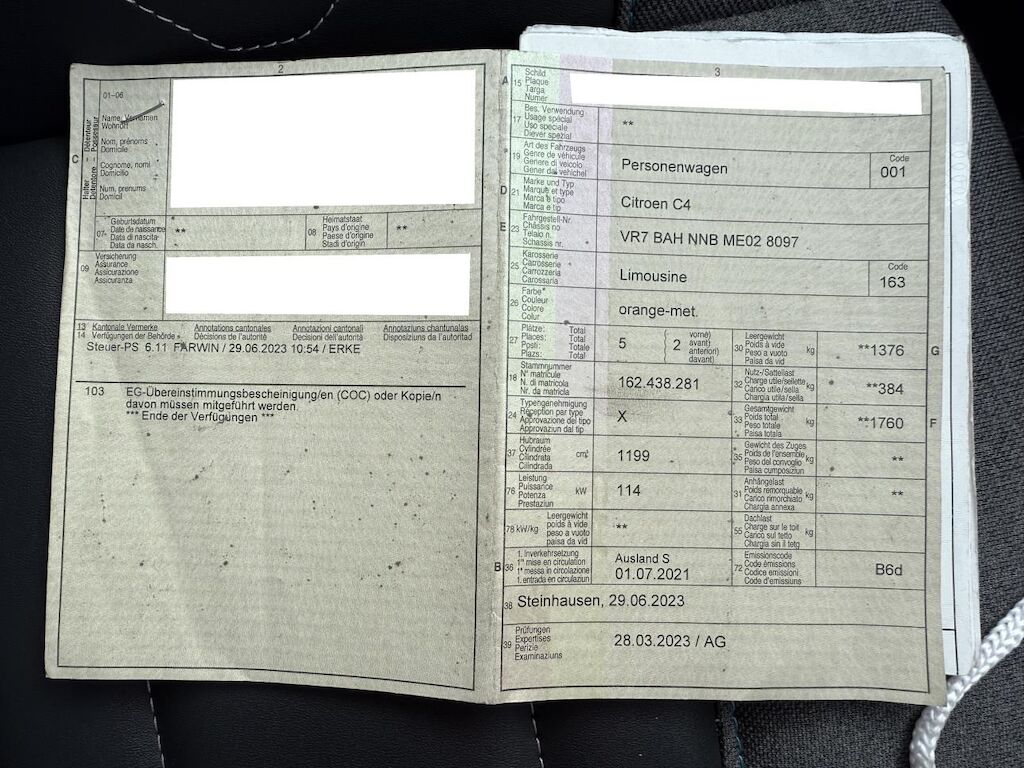 2
01–06
Name, Vornamen
Wohnort
Nom, prénoms
Domicile
Cognome, nomi
Domicilio
Num, prenums
Domicil
C
Halter – Détenteur
Detentore – Possessur
07
Geburtsdatum
Date de naissance
Data di nascita
Data da nasch.
**
08
Heimatstaat
Pays d'origine
Paese d'origine
Stadi d'origin
**
09
Versicherung
Assurance
Assicurazione
Assicuranza
13 Kantonale Vermerke Annotations cantonales Annotazioni cantonali Annotaziuns chantunalas
14 Verfügungen der Behörde Décisions de l'autorité Decisioni dell'autorità Disposiziuns da l'autoritad
Steuer-PS 6.11 FARWIN / 29.06.2023 10:54 / ERKE
103 EG-Übereinstimmungsbescheinigung/en (COC) oder Kopie/n
davon müssen mitgeführt werden.
*** Ende der Verfügungen ***
3
A 15
Schild
Plaque
Targa
Numer
17
Bes. Verwendung
Usage spécial
Uso speciale
Diever spezial
**
19
Art des Fahrzeugs
Genre de véhicule
Genere di veicolo
Gener dal vehichel
Personenwagen
Code
001
D 21
Marke und Typ
Marque et type
Marca e tipo
Marca e tip
Citroen C4
E 23
Fahrgestell-Nr.
Châssis no
Telaio n.
Schassis nr.
VR7 BAH NNB ME02 8097
25
Karosserie
Carrosserie
Carrozzeria
Carossaria
Limousine
Code
163
26
Farbe
Couleur
Colore
Colur
orange-met.
27
Plätze: Total
Places: Total
Posti: Totale
Plazs: Total
5
2
vorne)
avant)
anteriori)
davant)
30
Leergewicht
Poids à vide
Peso a vuoto
Paisa da vid
kg
**1376
G
18
Stammnummer
N° matricule
N. di matricola
Nr. da matricla
162.438.281
32
Nutz-/Sattellast
Charge utile/sellette
Carico utile/sella
Chargia utila/sella
kg
**384
24
Typengenehmigung
Réception par type
Approvazione del tipo
Approvaziun dal tip
X
33
Gesamtgewicht
Poids total
Peso totale
Paisa totala
kg
**1760
F
37
Hubraum
Cylindrée
Cilindrata
Cilindrada
cm³
1199
35
Gewicht des Zuges
Poids de l'ensemble
Peso del convoglio
Paisa cumposiziun
kg
**
76
Leistung
Puissance
Potenza
Prestaziun
kW
114
31
Anhängelast
Poids remorquable
Carico rimorchiato
Chargia annexa
kg
**
78 kW/kg
Leergewicht
poids à vide
peso a vuoto
paisa da vid
**
55
Dachlast
Charge sur le toit
Carico sul tetto
Chargia sin il tetg
kg
B 36
1. Inverkehrsetzung
1re mise en circulation
1a messa in circolazione
1. entrada en circulaziun
Ausland S
01.07.2021
72
Emissionscode
Code émissions
Codice emissioni
Code d'emissiuns
B6d
38 Steinhausen, 29.06.2023
39
Prüfungen
Expertises
Perizie
Examinaziuns
28.03.2023 / AG